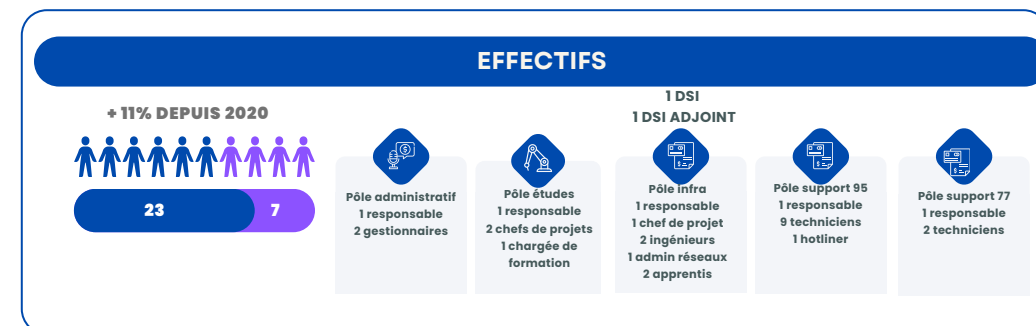 EFFECTIFS
+ 11% DEPUIS 2020
23
7
1 DSI
1 DSI ADJOINT
Pôle administratif
1 responsable
2 gestionnaires
Pôle études
1 responsable
2 chefs de projets
1 chargée de
formation
Pôle infra
1 responsable
1 chef de projet
2 ingénieurs
1 admin réseaux
2 apprentis
Pôle support 95
1 responsable
9 techniciens
1 hotliner
Pôle support 77
1 responsable
2 techniciens